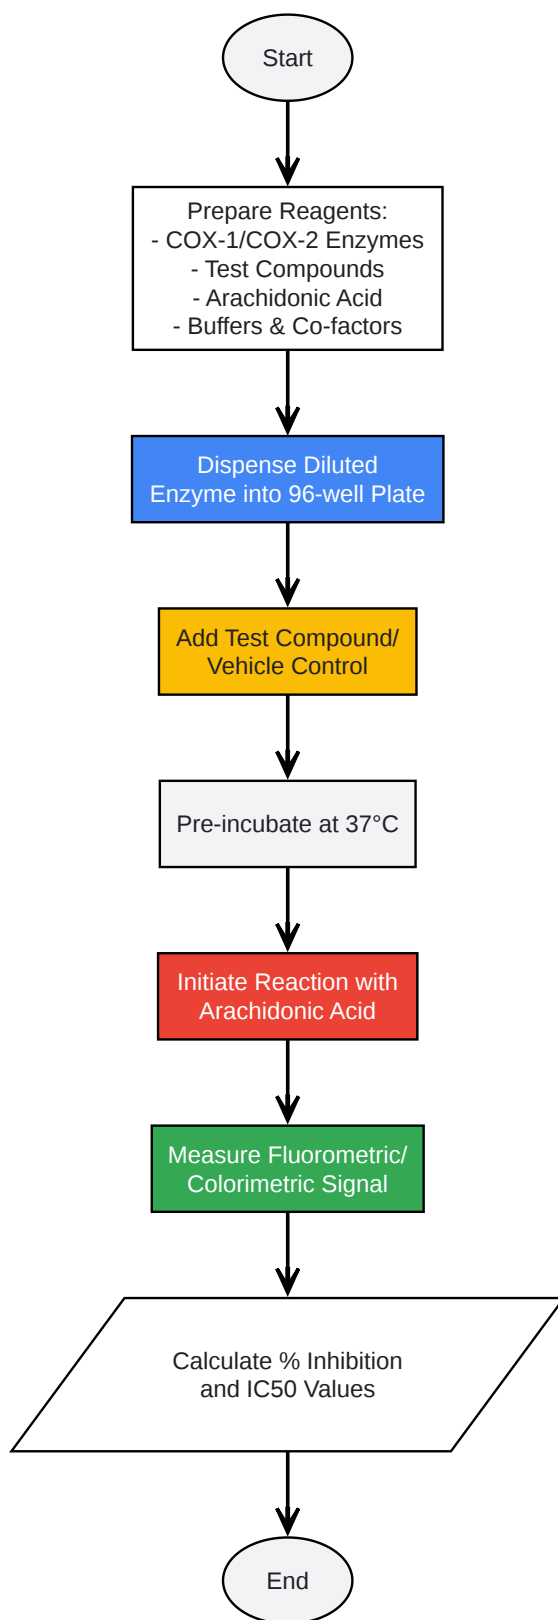 Start
Prepare Reagents:
- COX-1/COX-2 Enzymes
- Test Compounds
- Arachidonic Acid
- Buffers & Co-factors
Dispense Diluted
Enzyme into 96-well Plate
Add Test Compound/
Vehicle Control
Pre-incubate at 37°C
Initiate Reaction with
Arachidonic Acid
Measure Fluorometric/
Colorimetric Signal
Calculate % Inhibition
and IC50 Values
End